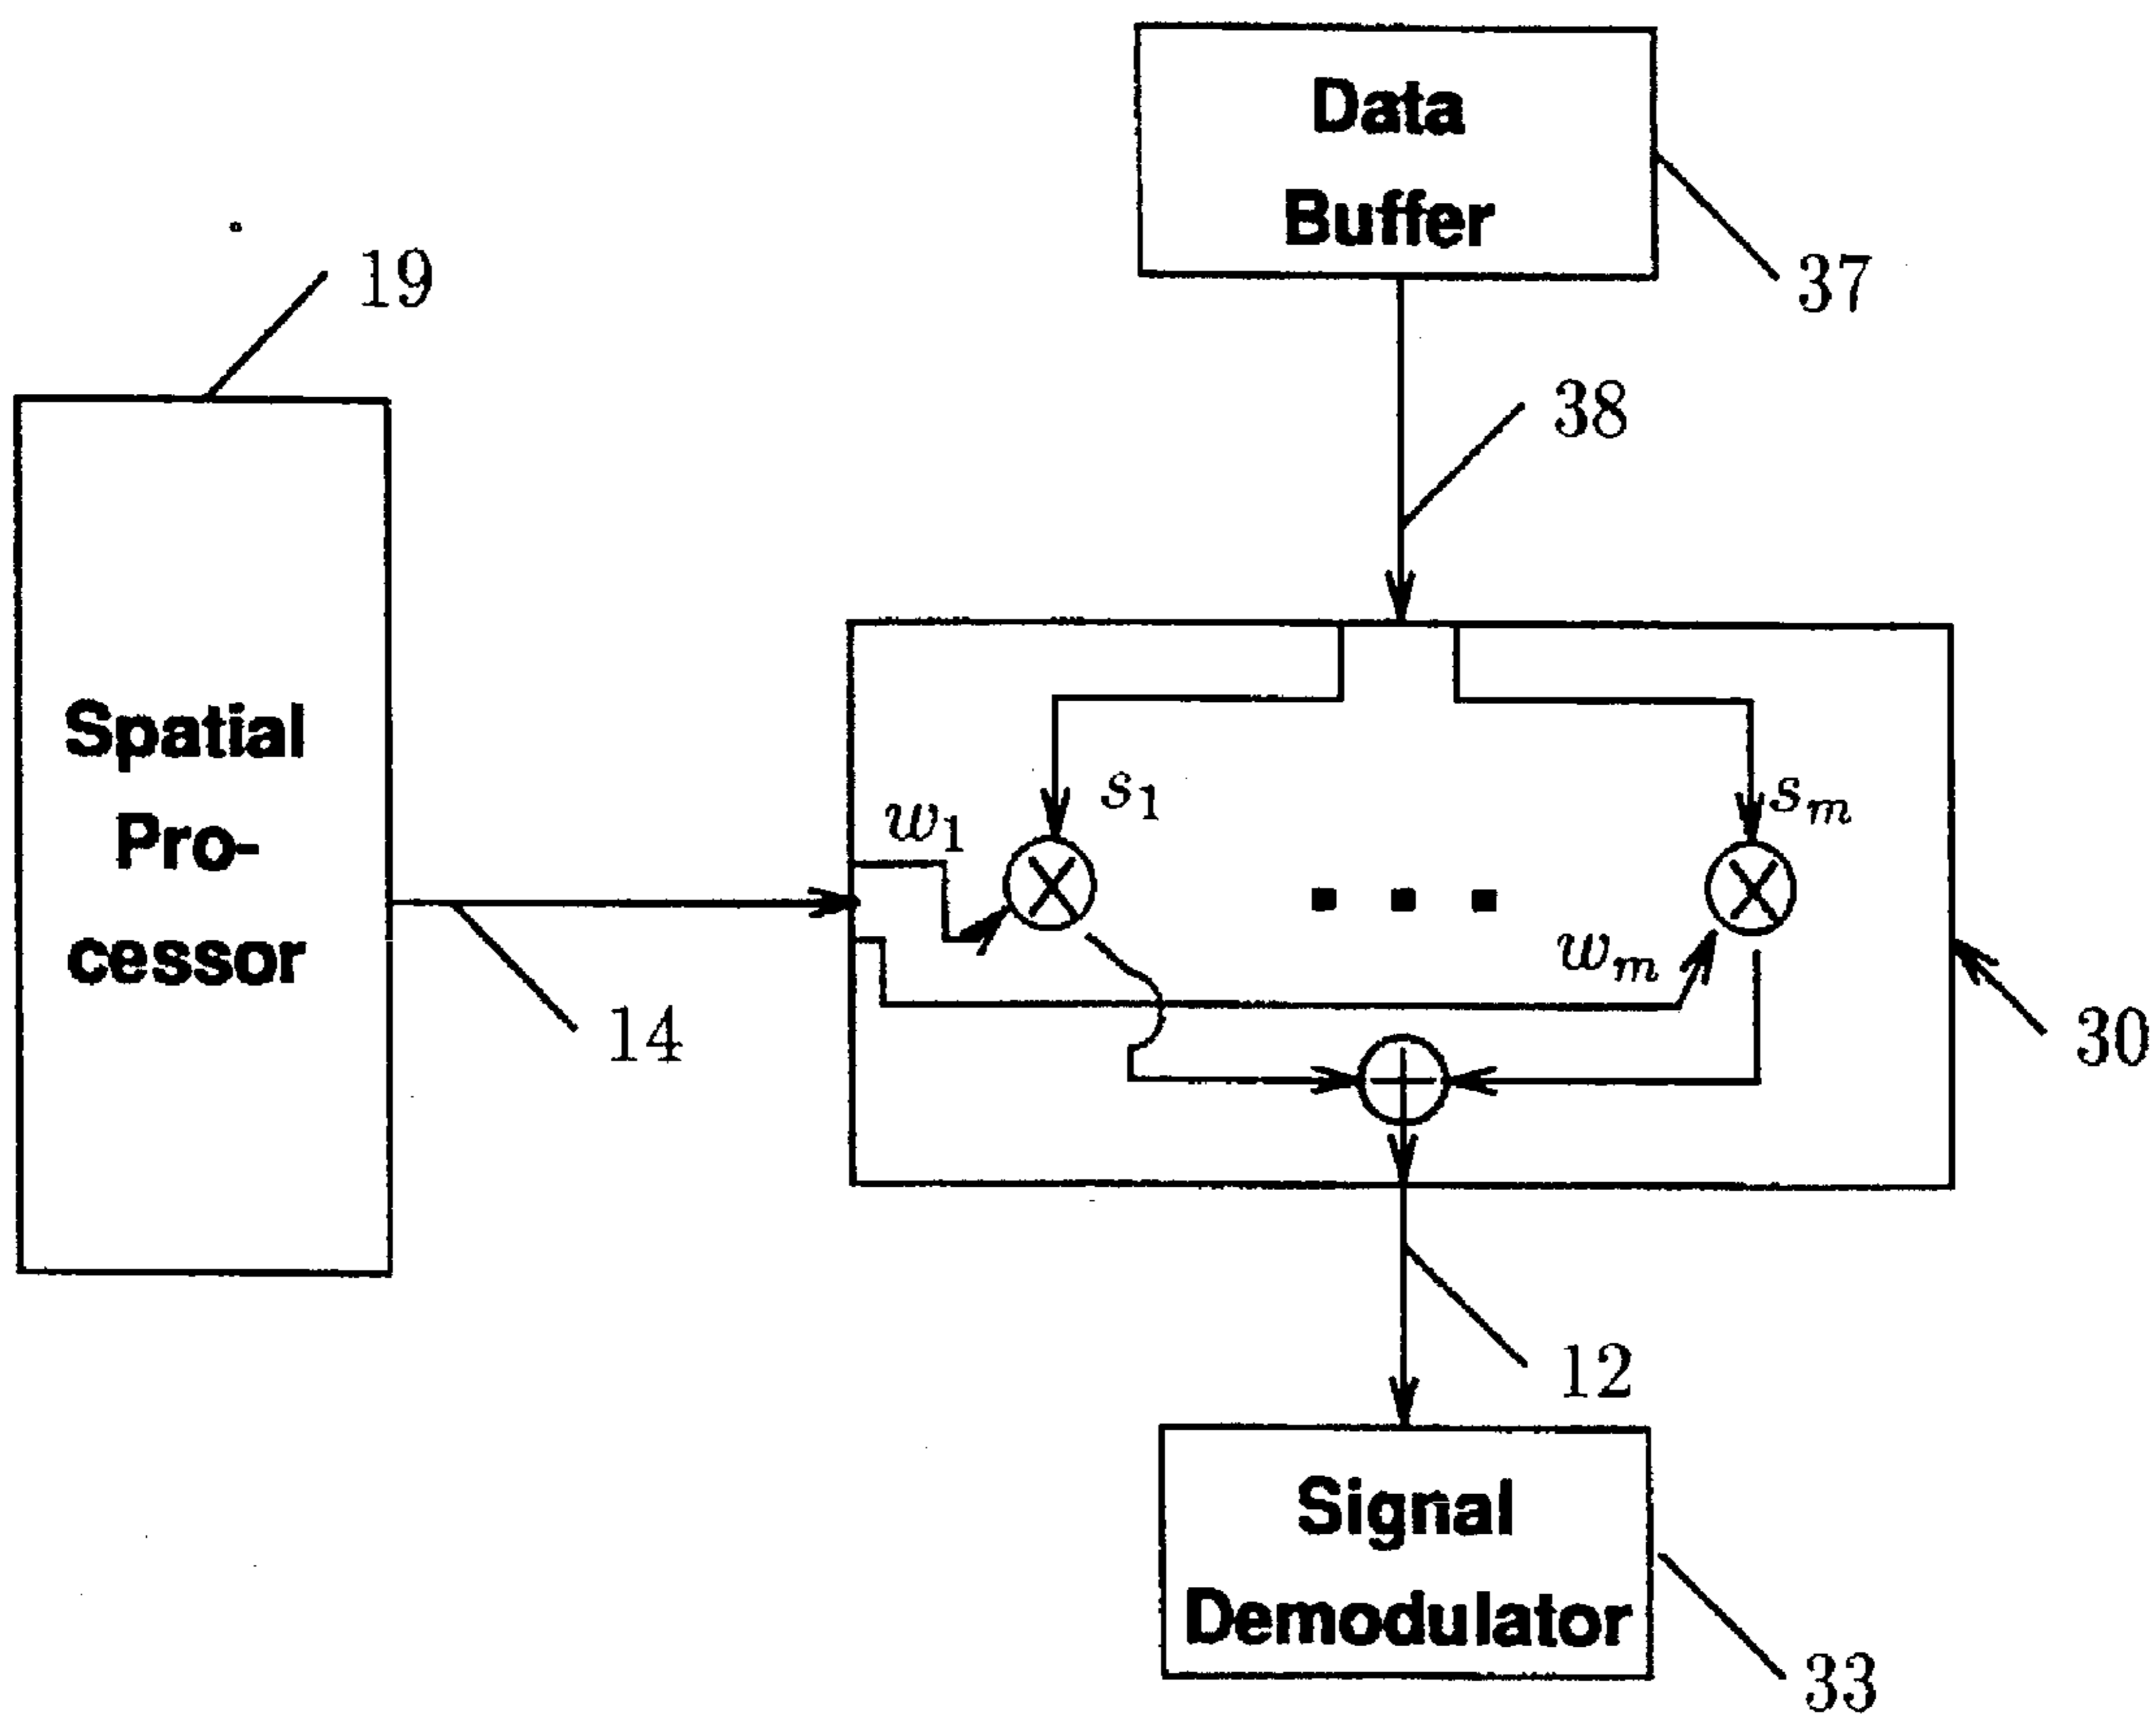 Data
Buffer
37
19
38
Spatial
Pro-
cessor
14
w₁
s₁
sₘ
wₘ
30
12
Signal
Demodulator
33